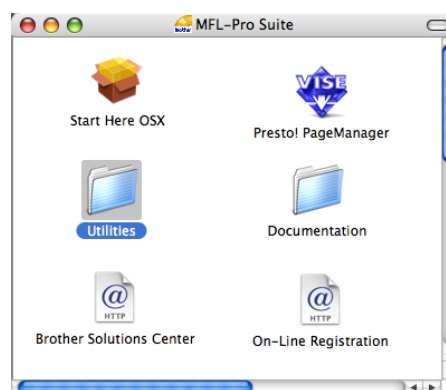 MFL-Pro Suite
VISE
Start Here OSX
Presto! PageManager
Utilities
Documentation
@
HTTP
@
HTTP
Brother Solutions Center
On-Line Registration